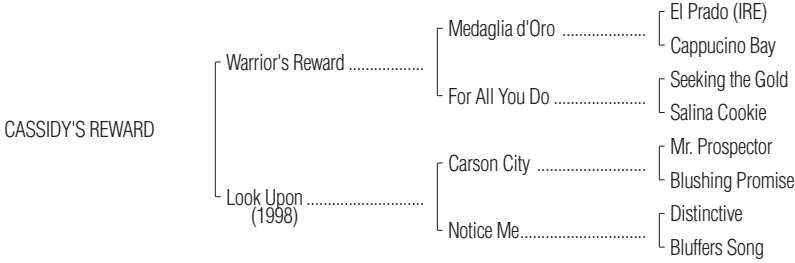 El Prado (IRE)
Medaglia d'Oro ....................
Cappucino Bay
Warrior's Reward ..................
Seeking the Gold
For All You Do ......................
Salina Cookie
CASSIDY'S REWARD
Mr. Prospector
Carson City ..........................
Blushing Promise
Look Upon ............................
(1998)
Distinctive
Notice Me..............................
Bluffers Song